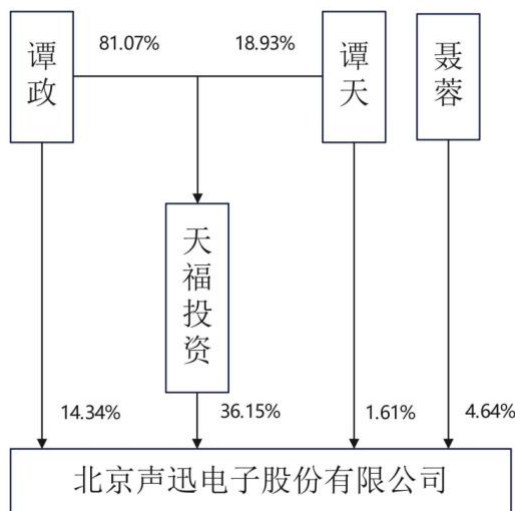 谭政
81.07%
18.93%
谭天
聂蓉
天福投资
14.34%
36.15%
1.61%
4.64%
北京声迅电子股份有限公司